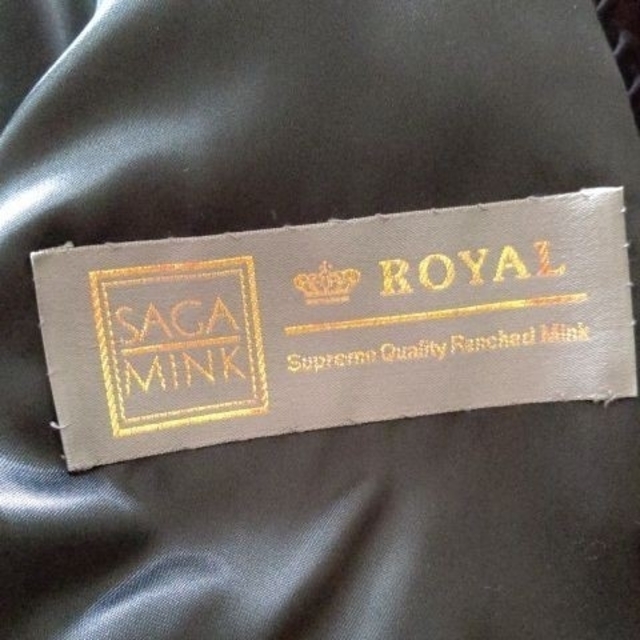 SAGA
MINK
ROYAL
Supreme Quality Ranched Mink